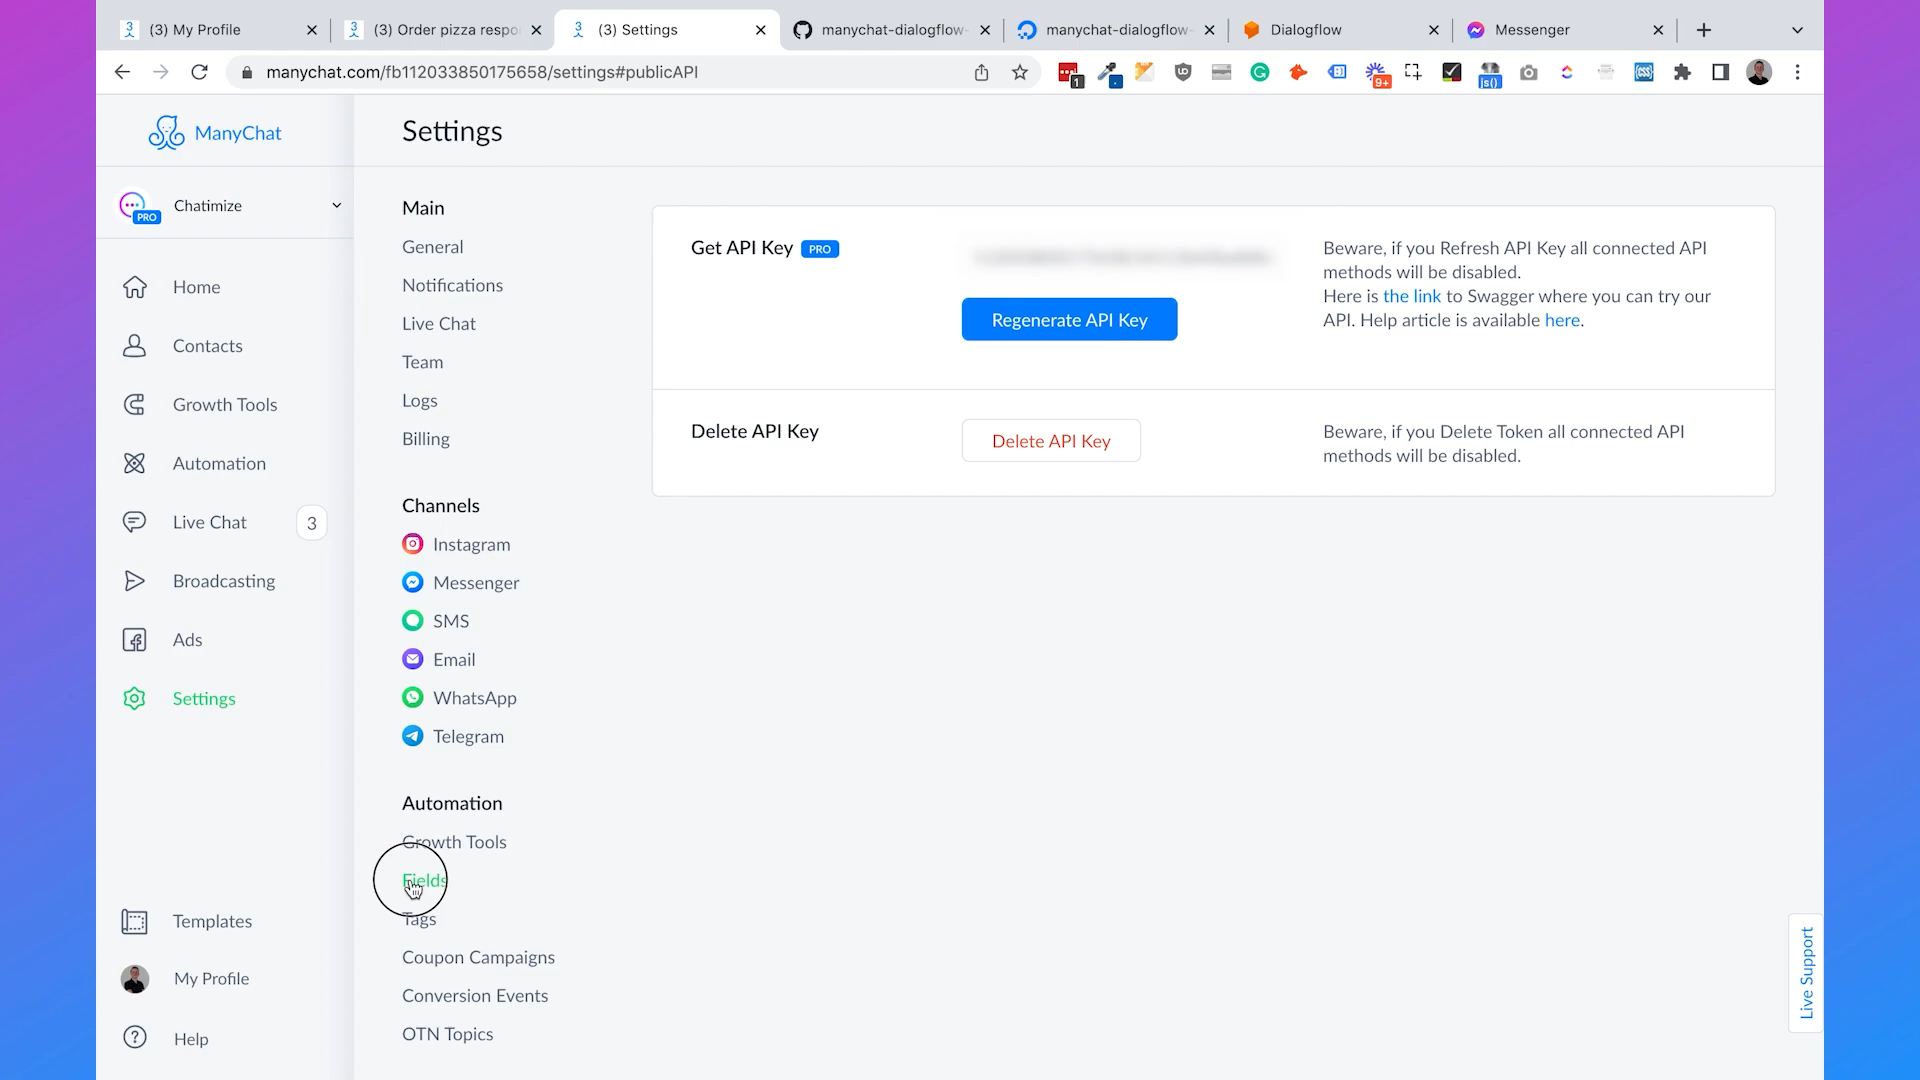 (3) My Profile
(3) Order pizza respo
(3) Settings
manychat-dialogflow-
manychat-dialogflow-
Dialogflow
Messenger
manychat.com/fb112033850175658/settings#publicAPI
1
9+
js()
ManyChat
Settings
PRO
Chatimize
Home
Contacts
Growth Tools
Automation
Live Chat
3
Broadcasting
Ads
Settings
Templates
My Profile
Help
Main
General
Notifications
Live Chat
Team
Logs
Billing
Channels
Instagram
Messenger
SMS
Email
WhatsApp
Telegram
Automation
Growth Tools
Fields
Tags
Coupon Campaigns
Conversion Events
OTN Topics
Get API Key PRO
Regenerate API Key
Beware, if you Refresh API Key all connected API
methods will be disabled.
Here is the link to Swagger where you can try our
API. Help article is available here.
Delete API Key
Delete API Key
Beware, if you Delete Token all connected API
methods will be disabled.
Live Support